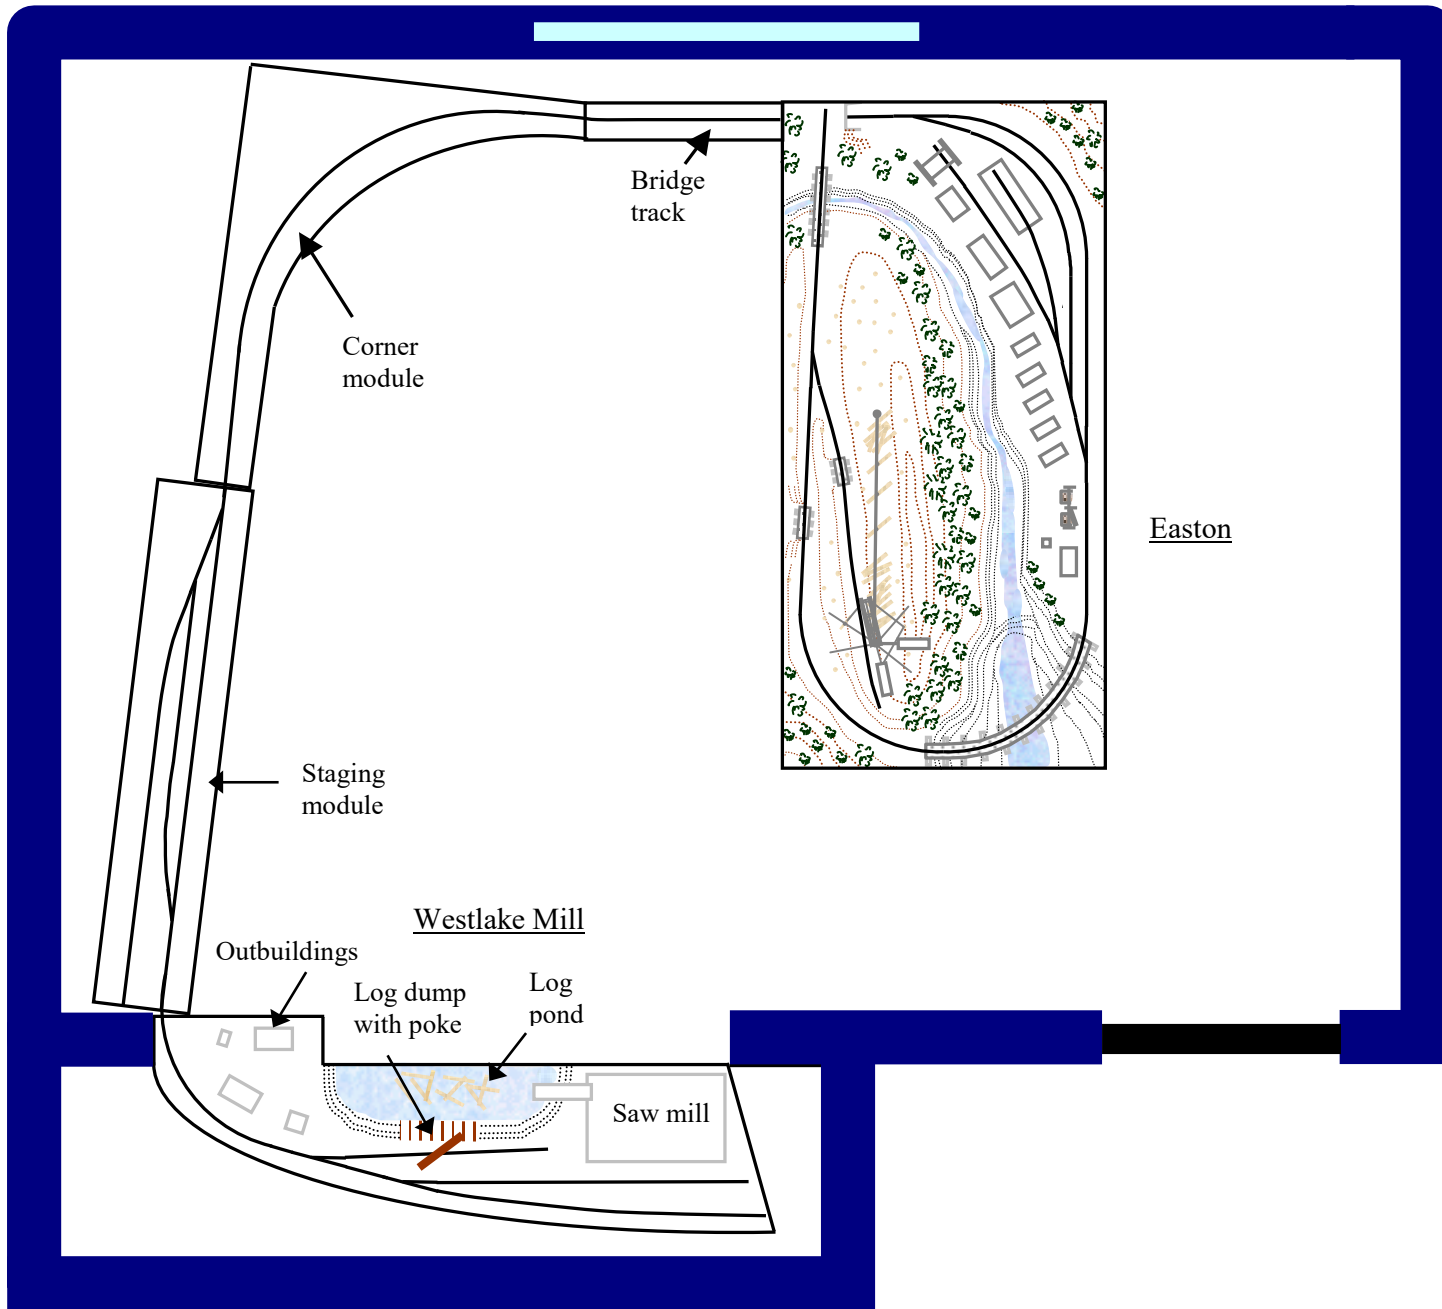 Bridge
track
Corner
module
Easton
Staging
module
Westlake Mill
Outbuildings
Log dump
with poke
Log
pond
Saw mill